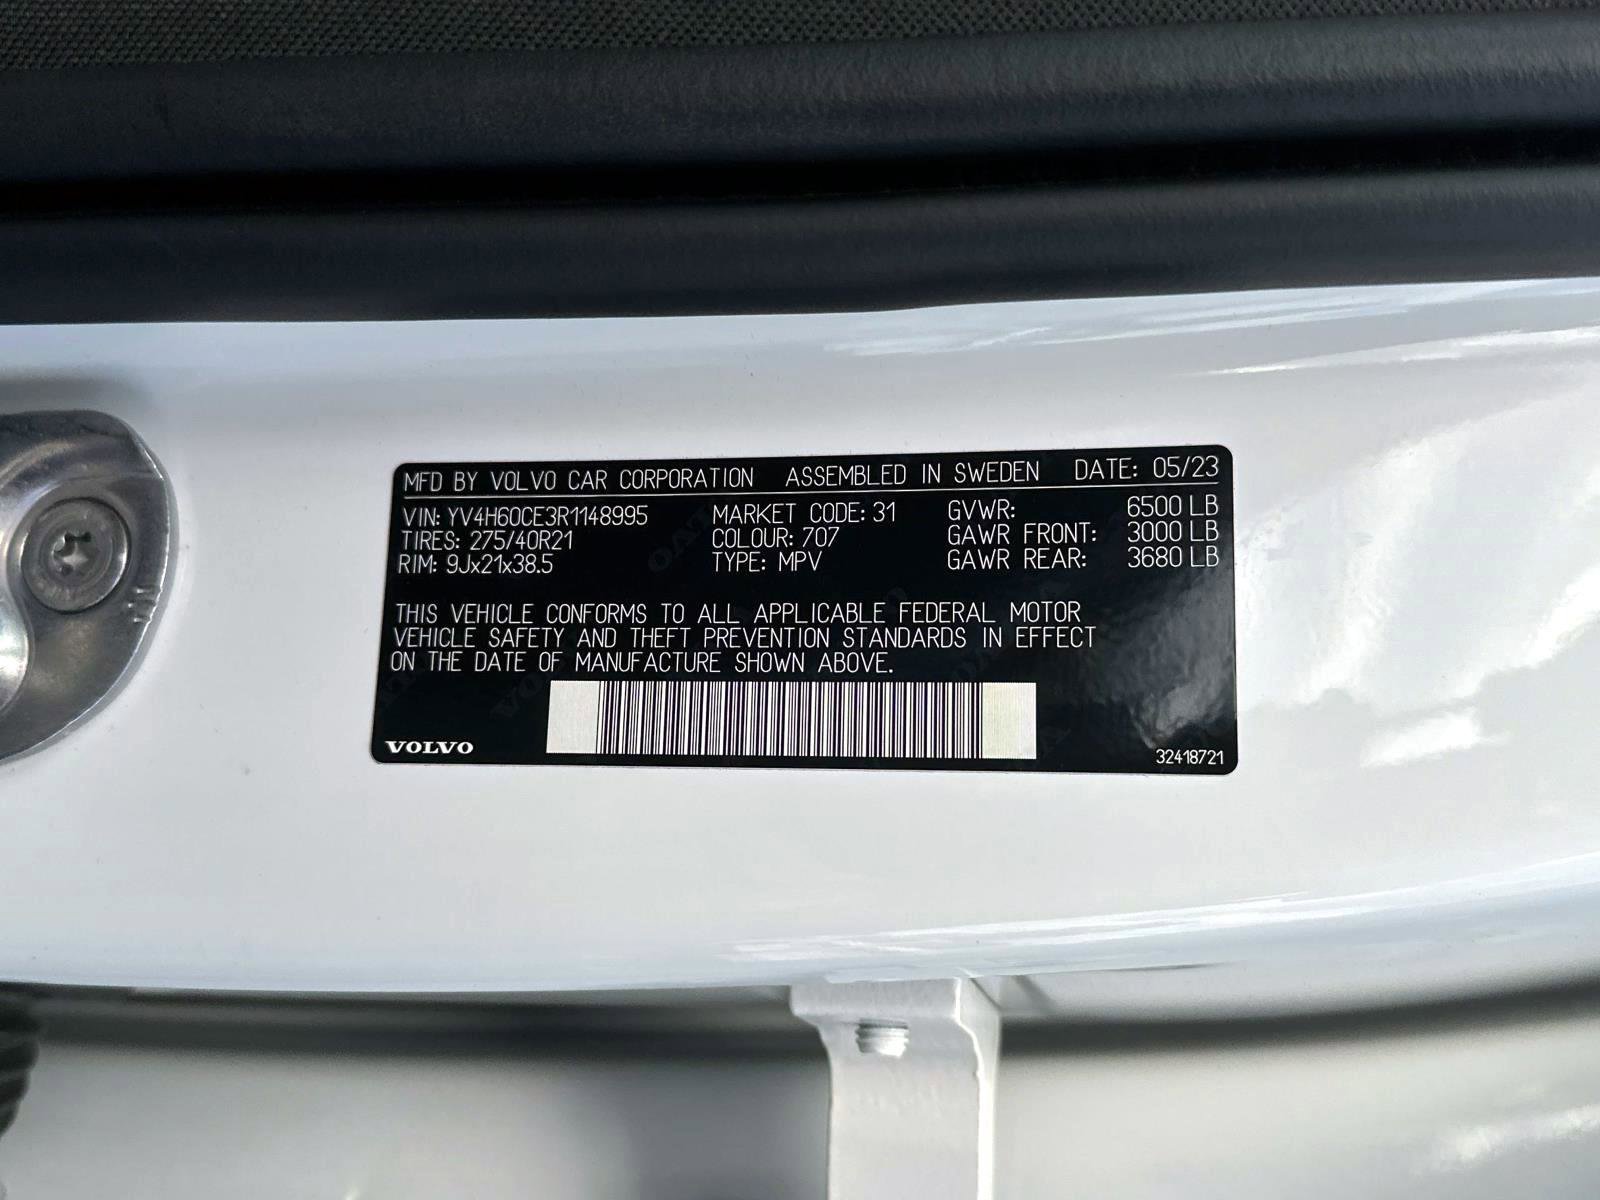 MFD BY VOLVO CAR CORPORATION ASSEMBLED IN SWEDEN DATE: 05/23
VIN: YV4H60CE3R1148995 MARKET CODE: 31 GVWR: 6500 LB
TIRES: 275/40R21 COLOUR: 707 GAWR FRONT: 3000 LB
RIM: 9Jx21x38.5 TYPE: MPV GAWR REAR: 3680 LB
THIS VEHICLE CONFORMS TO ALL APPLICABLE FEDERAL MOTOR
VEHICLE SAFETY AND THEFT PREVENTION STANDARDS IN EFFECT
ON THE DATE OF MANUFACTURE SHOWN ABOVE.
VOLVO 32418721